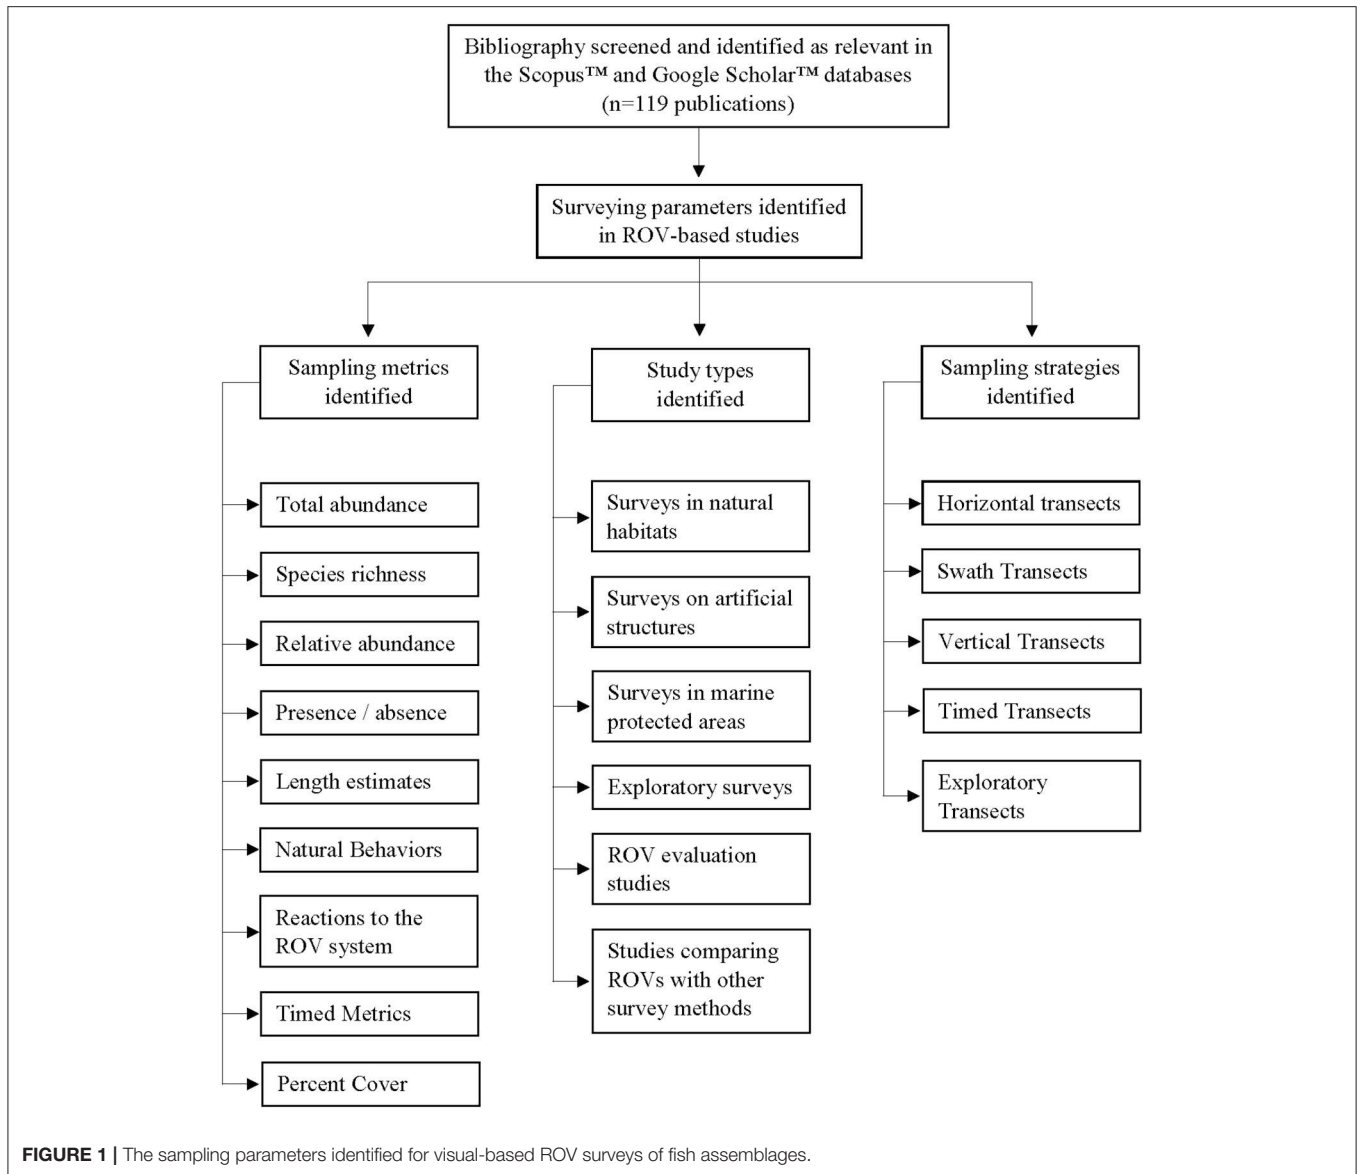 Bibliography screened and identified as relevant in
the Scopus™ and Google Scholar™ databases
(n=119 publications)
Surveying parameters identified
in ROV-based studies
Sampling metrics
identified
Total abundance
Species richness
Relative abundance
Presence / absence
Length estimates
Natural Behaviors
Reactions to the
ROV system
Timed Metrics
Percent Cover
Study types
identified
Surveys in natural
habitats
Surveys on artificial
structures
Surveys in marine
protected areas
Exploratory surveys
ROV evaluation
studies
Studies comparing
ROVs with other
survey methods
Sampling strategies
identified
Horizontal transects
Swath Transects
Vertical Transects
Timed Transects
Exploratory
Transects
FIGURE 1 | The sampling parameters identified for visual-based ROV surveys of fish assemblages.